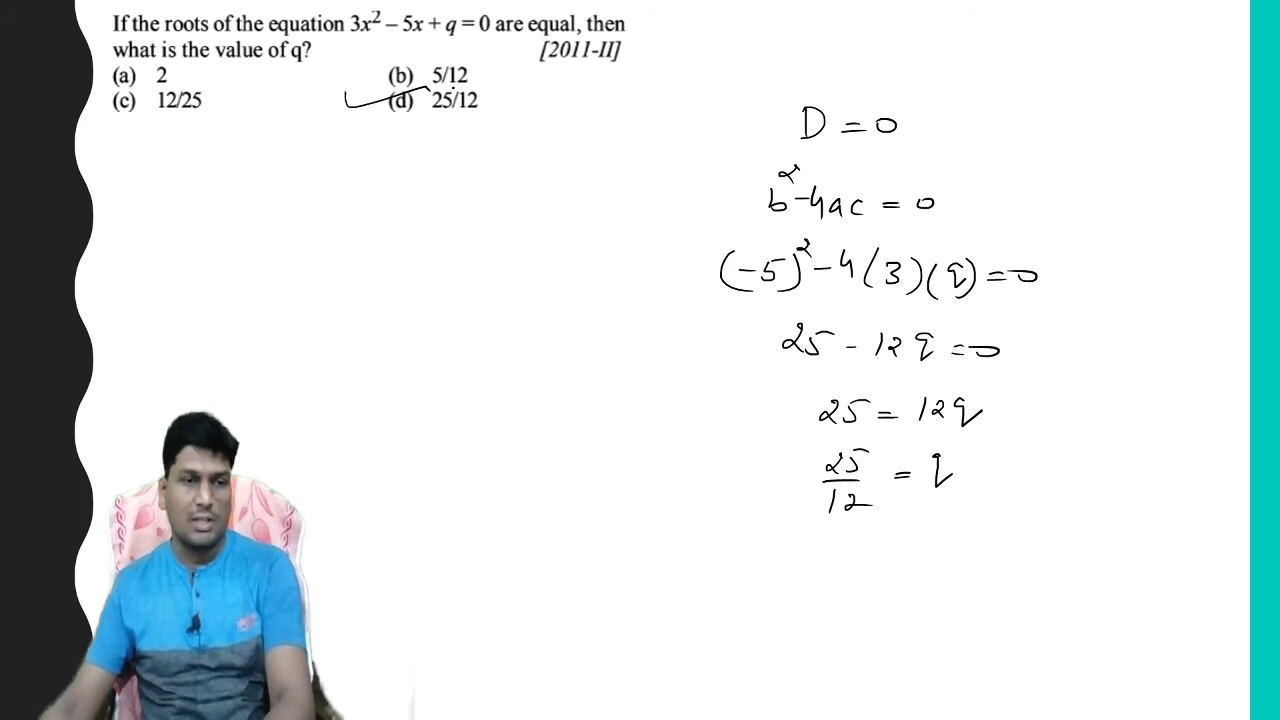 If the roots of the equation 3x² – 5x + q = 0 are equal, then
what is the value of q? [2011-II]
(a) 2 (b) 5/12
(c) 12/25 (d) 25/12
D = 0
b² - 4ac = 0
(-5)² - 4(3)(q) = 0
25 - 12q = 0
25 = 12q
25/12 = q